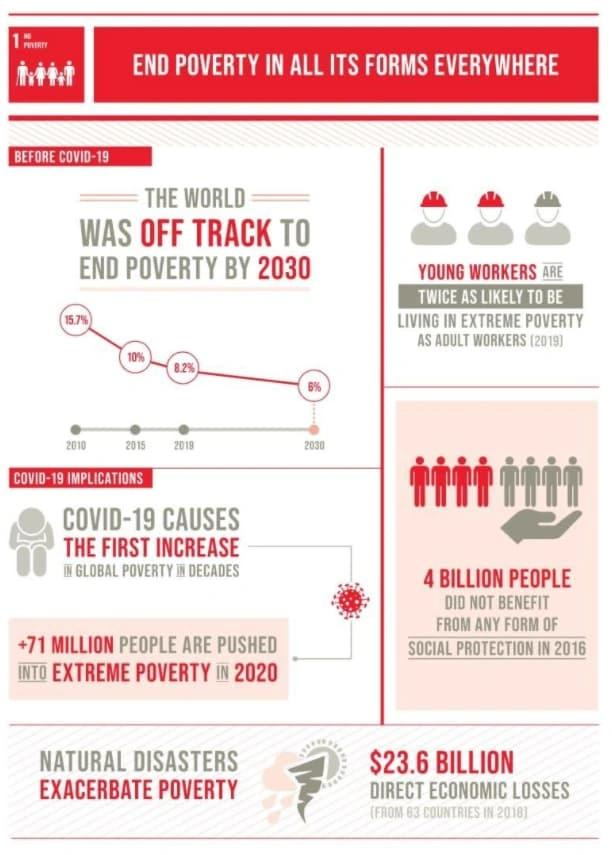 1 NO
POVERTY
END POVERTY IN ALL ITS FORMS EVERYWHERE
BEFORE COVID-19
THE WORLD
WAS OFF TRACK TO
END POVERTY BY 2030
15.7%
10%
8.2%
6%
2010 2015 2019 2030
YOUNG WORKERS ARE
TWICE AS LIKELY TO BE
LIVING IN EXTREME POVERTY
AS ADULT WORKERS (2019)
COVID-19 IMPLICATIONS
COVID-19 CAUSES
THE FIRST INCREASE
IN GLOBAL POVERTY IN DECADES
+71 MILLION PEOPLE ARE PUSHED
INTO EXTREME POVERTY IN 2020
4 BILLION PEOPLE
DID NOT BENEFIT
FROM ANY FORM OF
SOCIAL PROTECTION IN 2016
NATURAL DISASTERS
EXACERBATE POVERTY
$23.6 BILLION
DIRECT ECONOMIC LOSSES
(FROM 63 COUNTRIES IN 2018)